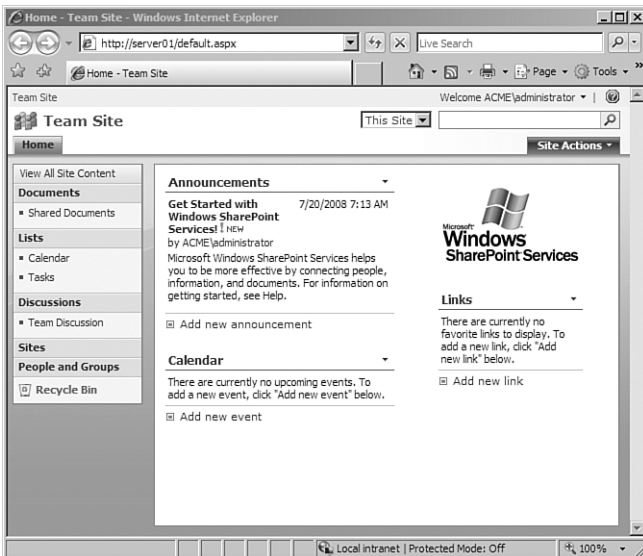 Home - Team Site - Windows Internet Explorer
http://server01/default.aspx
Live Search
Home - Team Site
Page
Tools
Team Site
Welcome ACME\administrator
Team Site
This Site
Home
Site Actions
View All Site Content
Documents
Shared Documents
Lists
Calendar
Tasks
Discussions
Team Discussion
Sites
People and Groups
Recycle Bin
Announcements
Get Started with
Windows SharePoint
Services! ! NEW
7/20/2008 7:13 AM
by ACME\administrator
Microsoft Windows SharePoint Services helps
you to be more effective by connecting people,
information, and documents. For information on
getting started, see Help.
Add new announcement
Calendar
There are currently no upcoming events. To
add a new event, click "Add new event" below.
Add new event
Microsoft
Windows
SharePoint Services
Links
There are currently no
favorite links to display. To
add a new link, click "Add
new link" below.
Add new link
Local intranet | Protected Mode: Off
100%